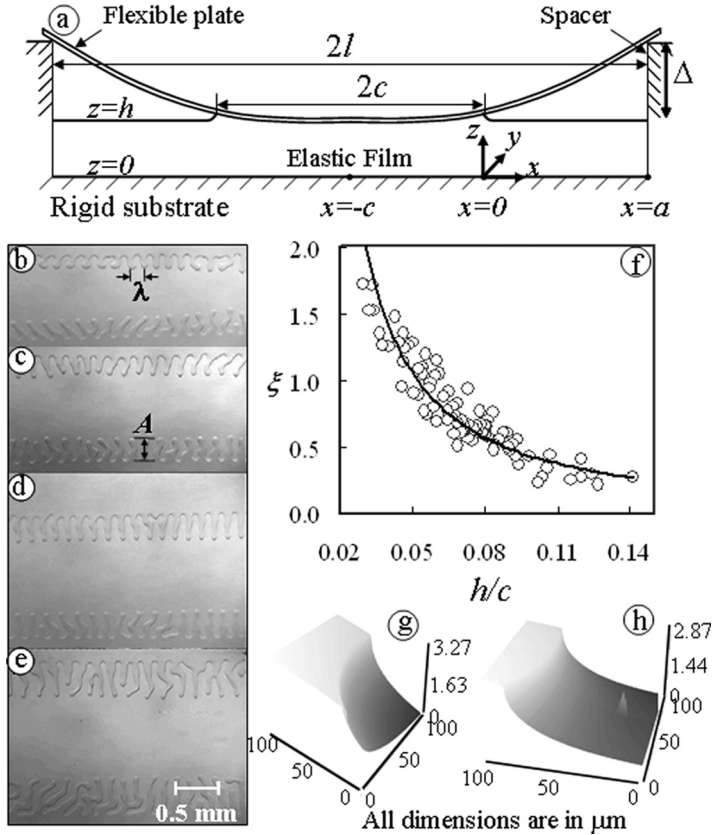 a
Flexible plate
Spacer
2l
2c
Δ
z=h
z
y
x
z=0
Elastic Film
Rigid substrate
x=-c
x=0
x=a
b
λ
c
A
d
e
0.5 mm
f
2.0
1.5
1.0
0.5
0.0
ξ
0.02
0.05
0.08
0.11
0.14
h/c
g
3.27
1.63
0
100
50
0
100
50
0
h
2.87
1.44
0
100
50
0
100
50
0
All dimensions are in µm